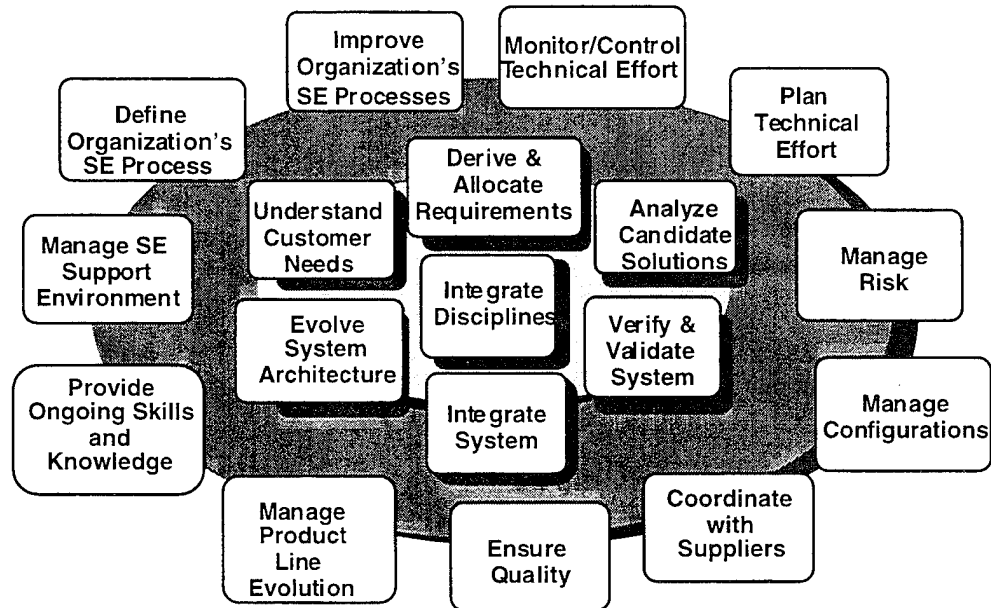 Improve
Organization's
SE Processes
Monitor/Control
Technical Effort
Plan
Technical
Effort
Define
Organization's
SE Process
Derive &
Allocate
Requirements
Understand
Customer
Needs
Analyze
Candidate
Solutions
Manage SE
Support
Environment
Manage
Risk
Integrate
Disciplines
Evolve
System
Architecture
Verify &
Validate
System
Provide
Ongoing Skills
and
Knowledge
Integrate
System
Manage
Configurations
Manage
Product
Line
Evolution
Ensure
Quality
Coordinate
with
Suppliers